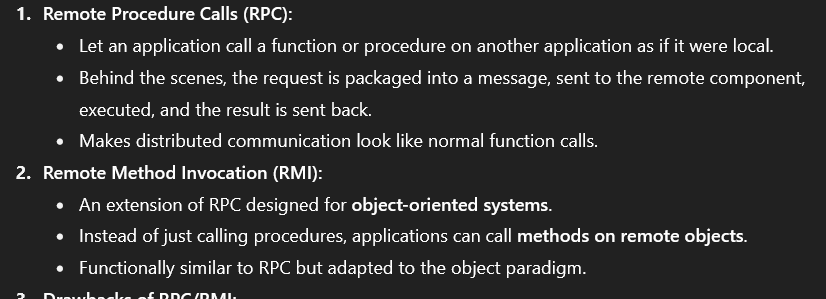 1. Remote Procedure Calls (RPC):
• Let an application call a function or procedure on another application as if it were local.
• Behind the scenes, the request is packaged into a message, sent to the remote component,
executed, and the result is sent back.
• Makes distributed communication look like normal function calls.
2. Remote Method Invocation (RMI):
• An extension of RPC designed for object-oriented systems.
• Instead of just calling procedures, applications can call methods on remote objects.
• Functionally similar to RPC but adapted to the object paradigm.
3. Drawbacks of RPC/RMI: